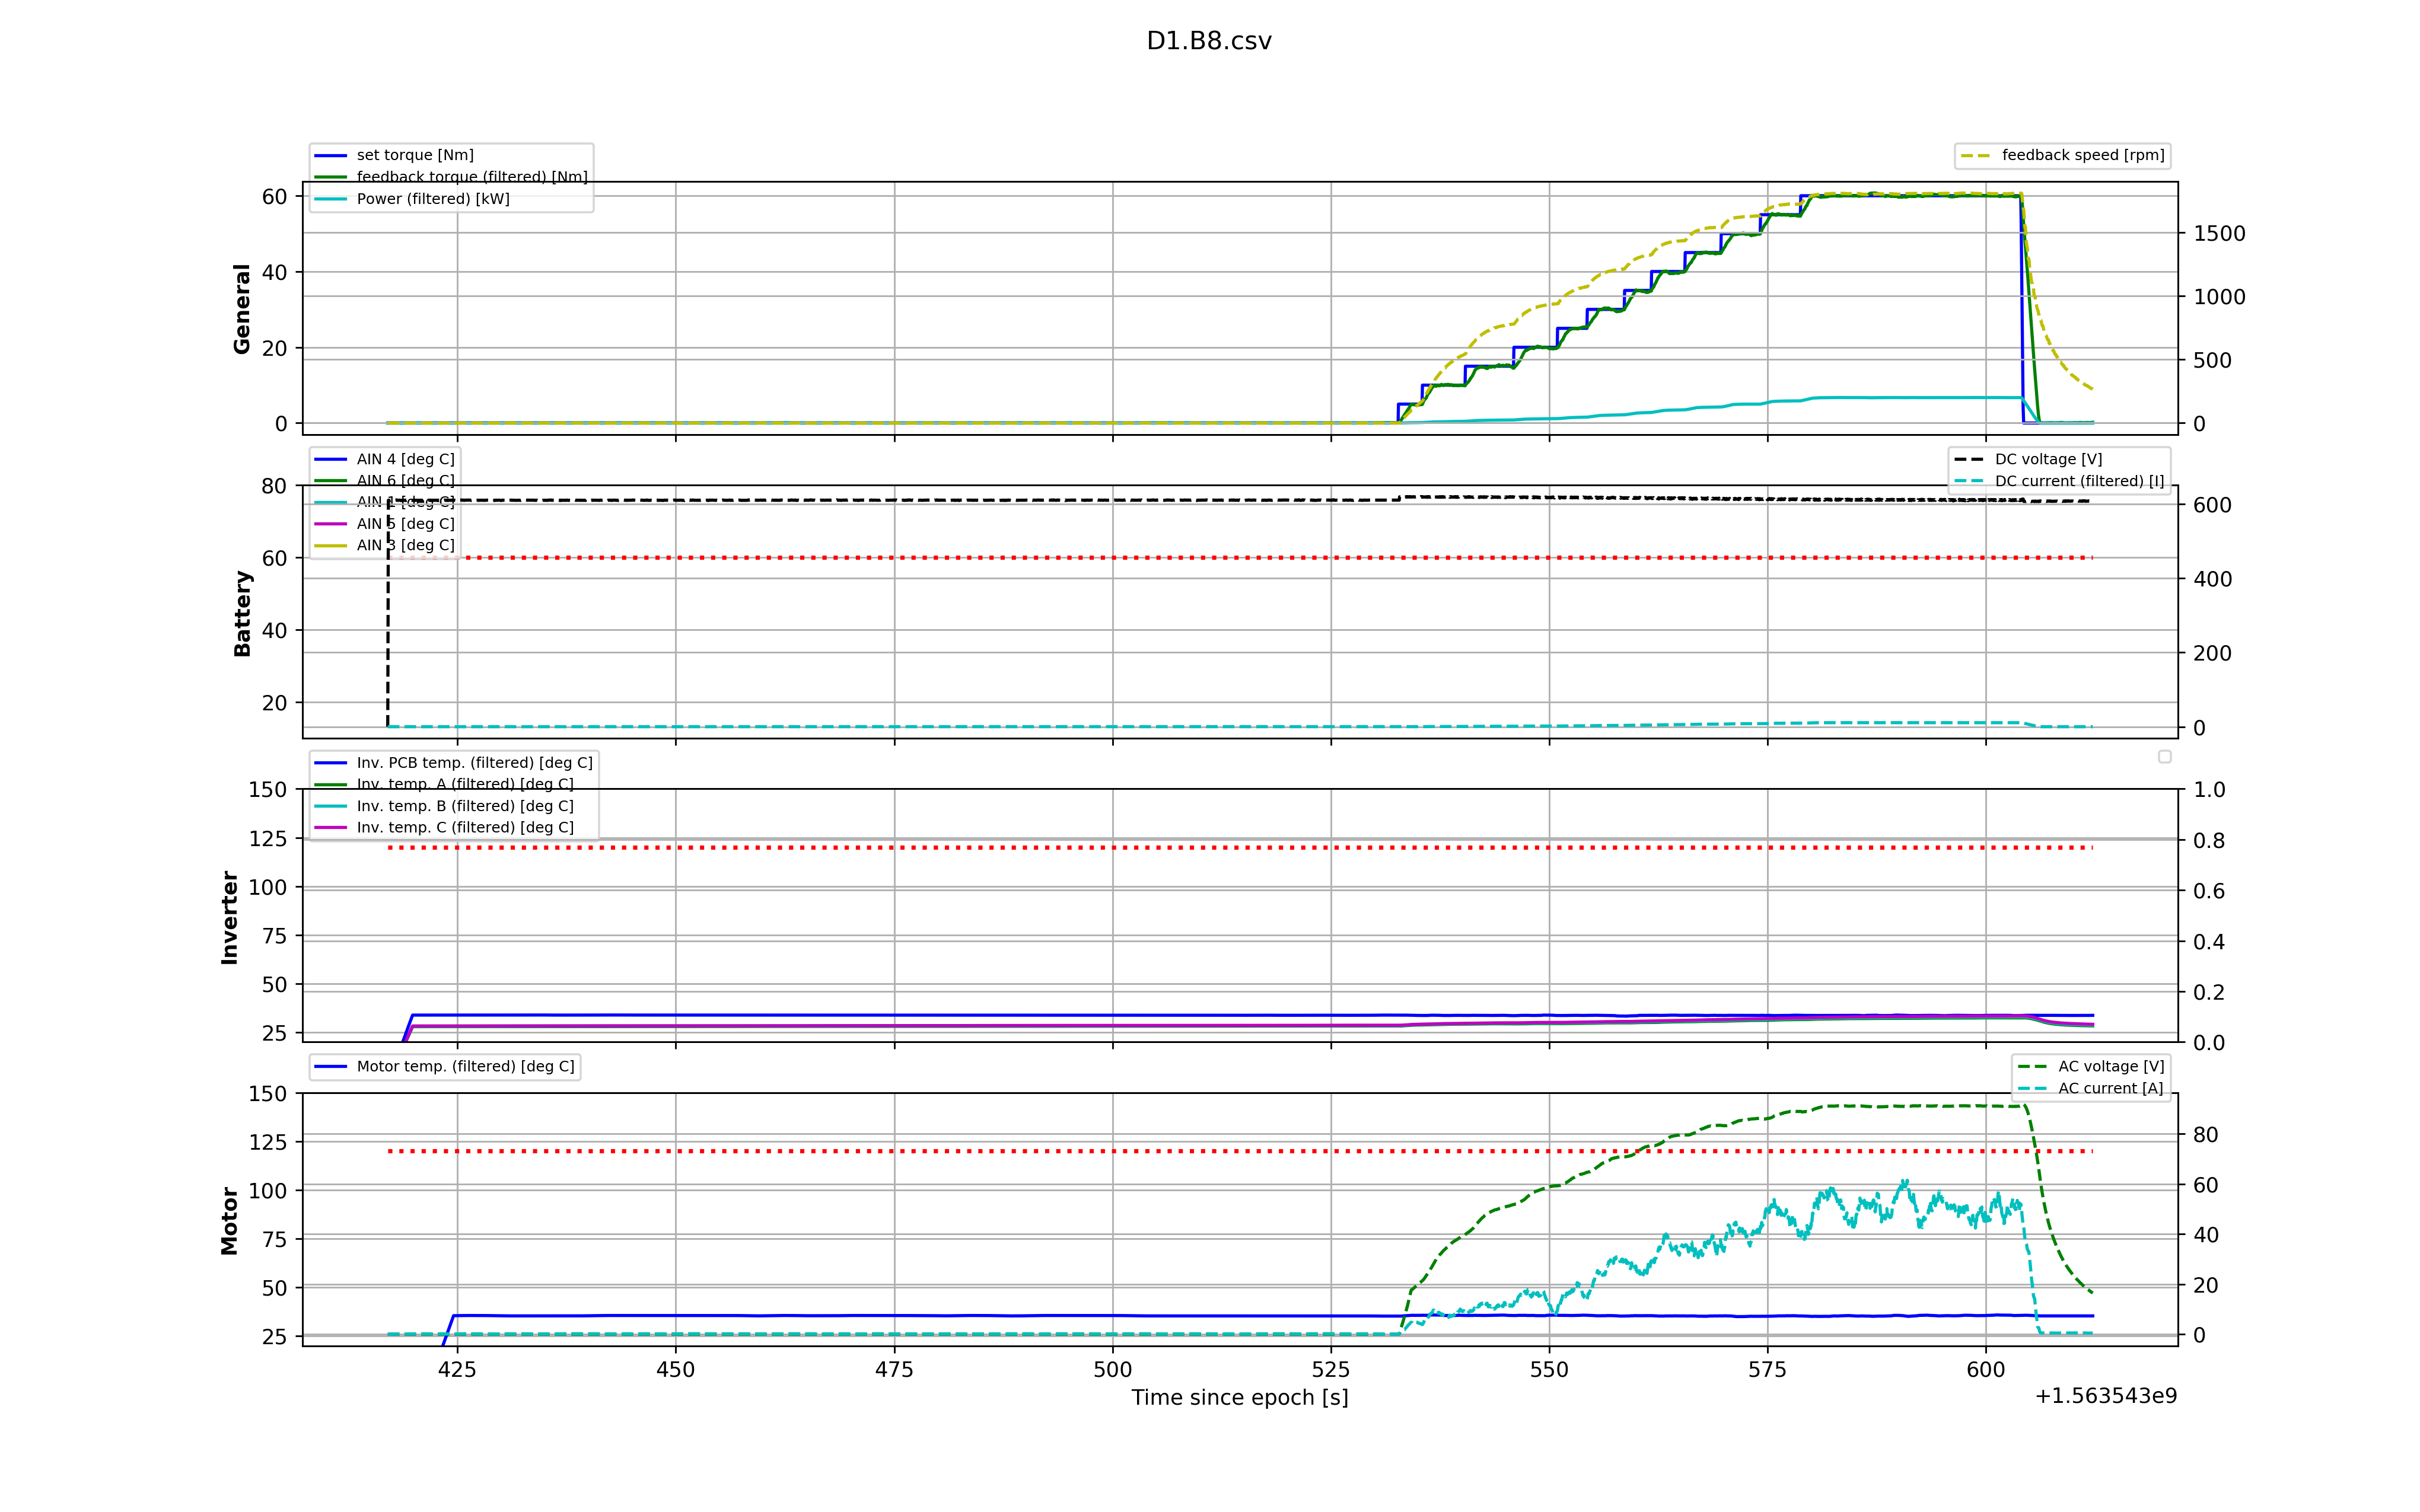 D1.B8.csv
set torque [Nm]
feedback torque (filtered) [Nm]
Power (filtered) [kW]
feedback speed [rpm]
General
60
40
20
0
1500
1000
500
0
AIN 4 [deg C]
AIN 6 [deg C]
AIN 1 [deg C]
AIN 5 [deg C]
AIN 3 [deg C]
DC voltage [V]
DC current (filtered) [I]
Battery
80
60
40
20
600
400
200
0
Inv. PCB temp. (filtered) [deg C]
Inv. temp. A (filtered) [deg C]
Inv. temp. B (filtered) [deg C]
Inv. temp. C (filtered) [deg C]
Inverter
150
125
100
75
50
25
1.0
0.8
0.6
0.4
0.2
0.0
Motor temp. (filtered) [deg C]
AC voltage [V]
AC current [A]
Motor
150
125
100
75
50
25
80
60
40
20
0
425 450 475 500 525 550 575 600
Time since epoch [s]
+1.563543e9